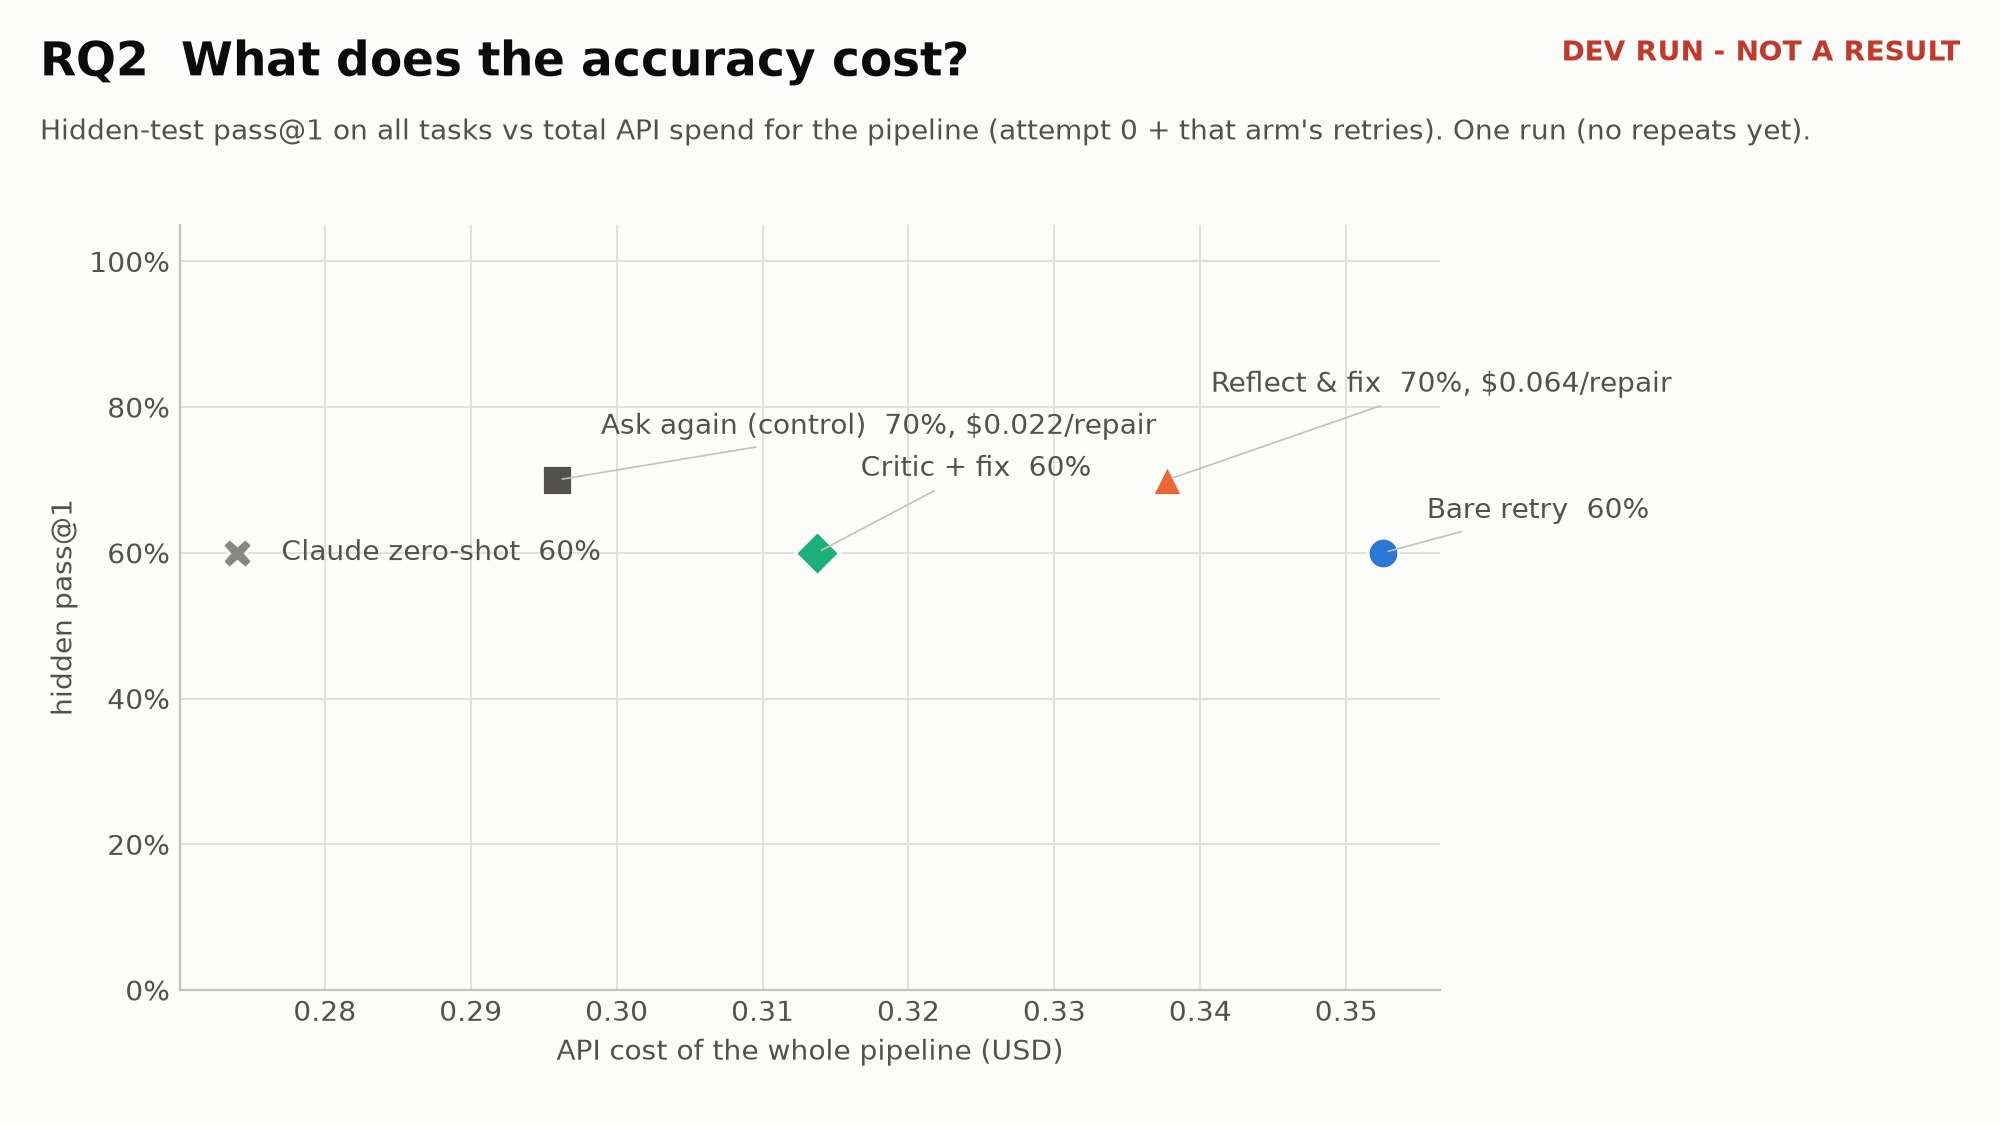 RQ2  What does the accuracy cost?
DEV RUN - NOT A RESULT
Hidden-test pass@1 on all tasks vs total API spend for the pipeline (attempt 0 + that arm's retries). One run (no repeats yet).
hidden pass@1
100%
80%
60%
40%
20%
0%
Reflect & fix  70%, $0.064/repair
Ask again (control)  70%, $0.022/repair
Critic + fix  60%
Bare retry  60%
Claude zero-shot  60%
0.28
0.29
0.30
0.31
0.32
0.33
0.34
0.35
API cost of the whole pipeline (USD)